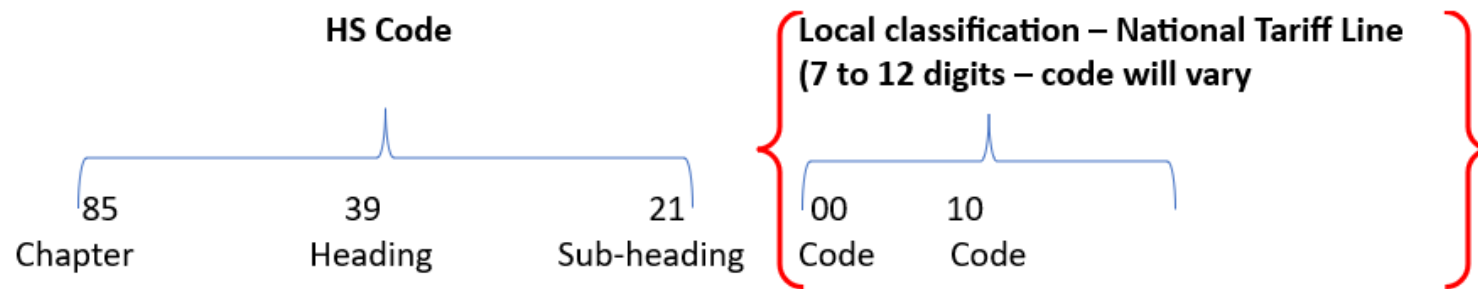 HS Code
Local classification – National Tariff Line
(7 to 12 digits – code will vary
85 39 21 00 10
Chapter Heading Sub-heading Code Code